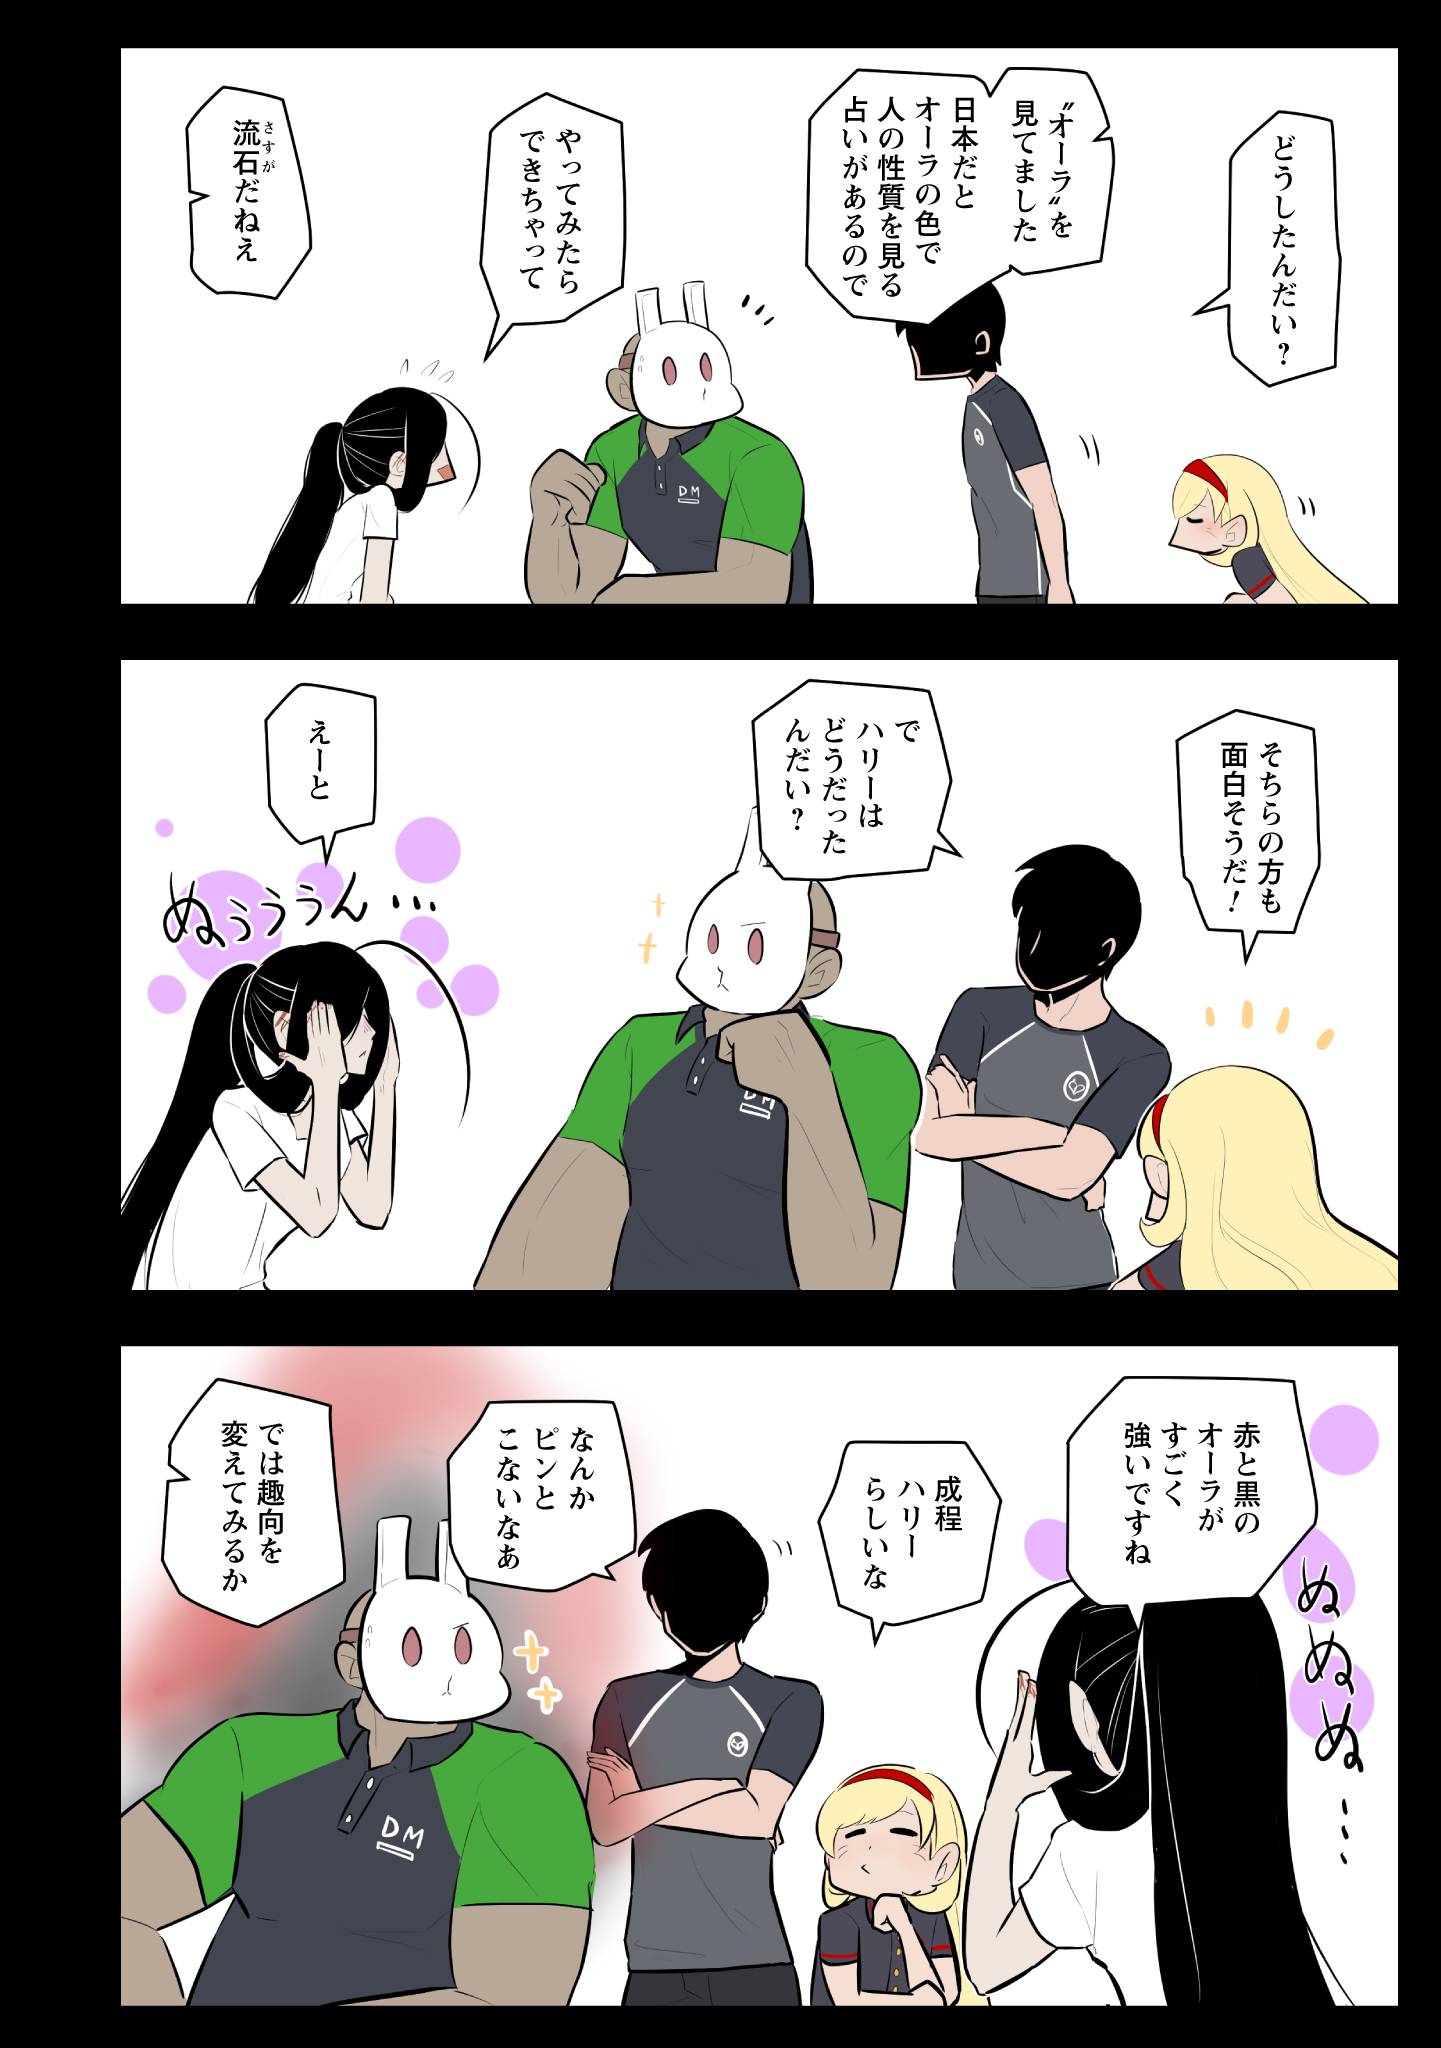 どうしたんだい?
〝オーラ〟を
見てました
日本だと
オーラの色で
人の性質を見る
占いがあるので
やってみたら
できちゃって
流石だねえ
さすが
DM
そちらの方も
面白そうだ!
で
ハリーは
どうだった
んだい?
えーと
ぬぅぅぅん…
DM
赤と黒の
オーラが
すごく
強いですね
ぬぬぬ…
成程
ハリー
らしいな
なんか
ピンと
こないなあ
では趣向を
変えてみるか
DM